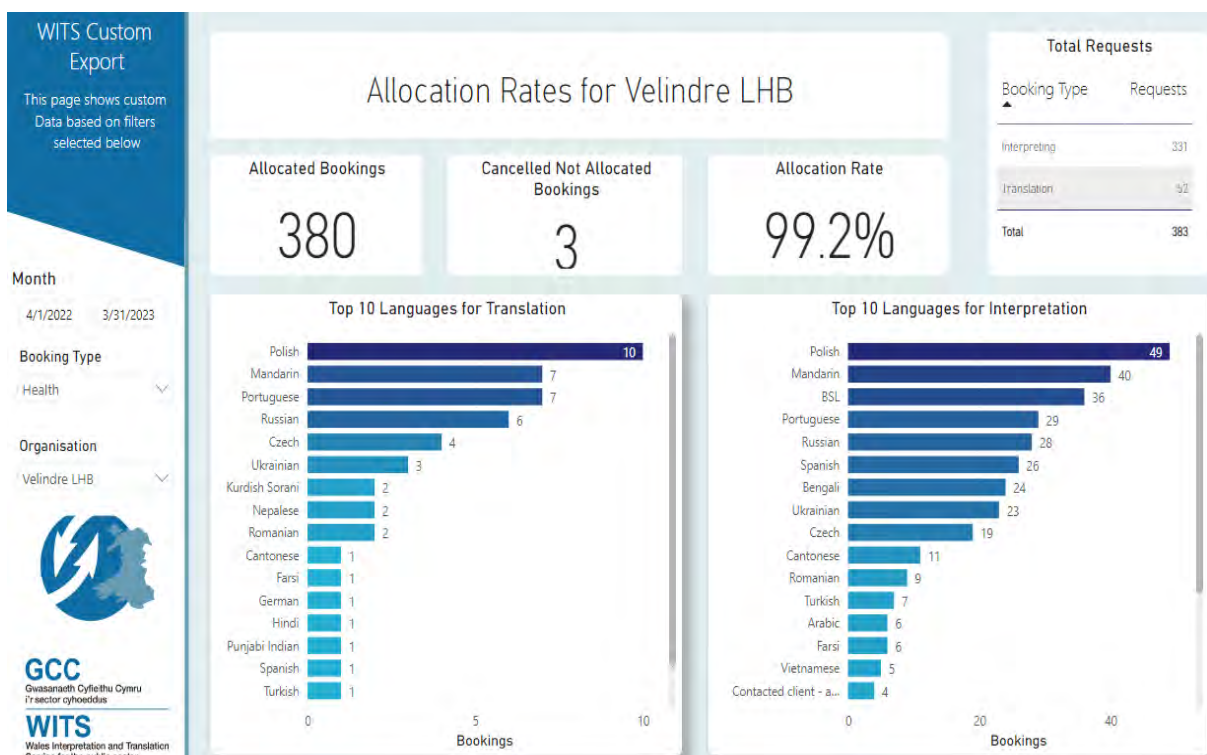 WITS Custom
Export
This page shows custom
Data based on filters
selected below
Month
4/1/2022 3/31/2023
Booking Type
Health
Organisation
Velindre LHB
GCC
Gwasanaeth Cyfieithu Cymru
i'r sector cyhoeddus
WITS
Wales Interpretation and Translation
Allocation Rates for Velindre LHB
Total Requests
Booking Type Requests
Interpreting 331
Translation 52
Total 383
Allocated Bookings
380
Cancelled Not Allocated
Bookings
3
Allocation Rate
99.2%
Top 10 Languages for Translation
Polish 10
Mandarin 7
Portuguese 7
Russian 6
Czech 4
Ukrainian 3
Kurdish Sorani 2
Nepalese 2
Romanian 2
Cantonese 1
Farsi 1
German 1
Hindi 1
Punjabi Indian 1
Spanish 1
Turkish 1
0 5 10
Bookings
Top 10 Languages for Interpretation
Polish 49
Mandarin 40
BSL 36
Portuguese 29
Russian 28
Spanish 26
Bengali 24
Ukrainian 23
Czech 19
Cantonese 11
Romanian 9
Turkish 7
Arabic 6
Farsi 6
Vietnamese 5
Contacted client - a... 4
0 20 40
Bookings